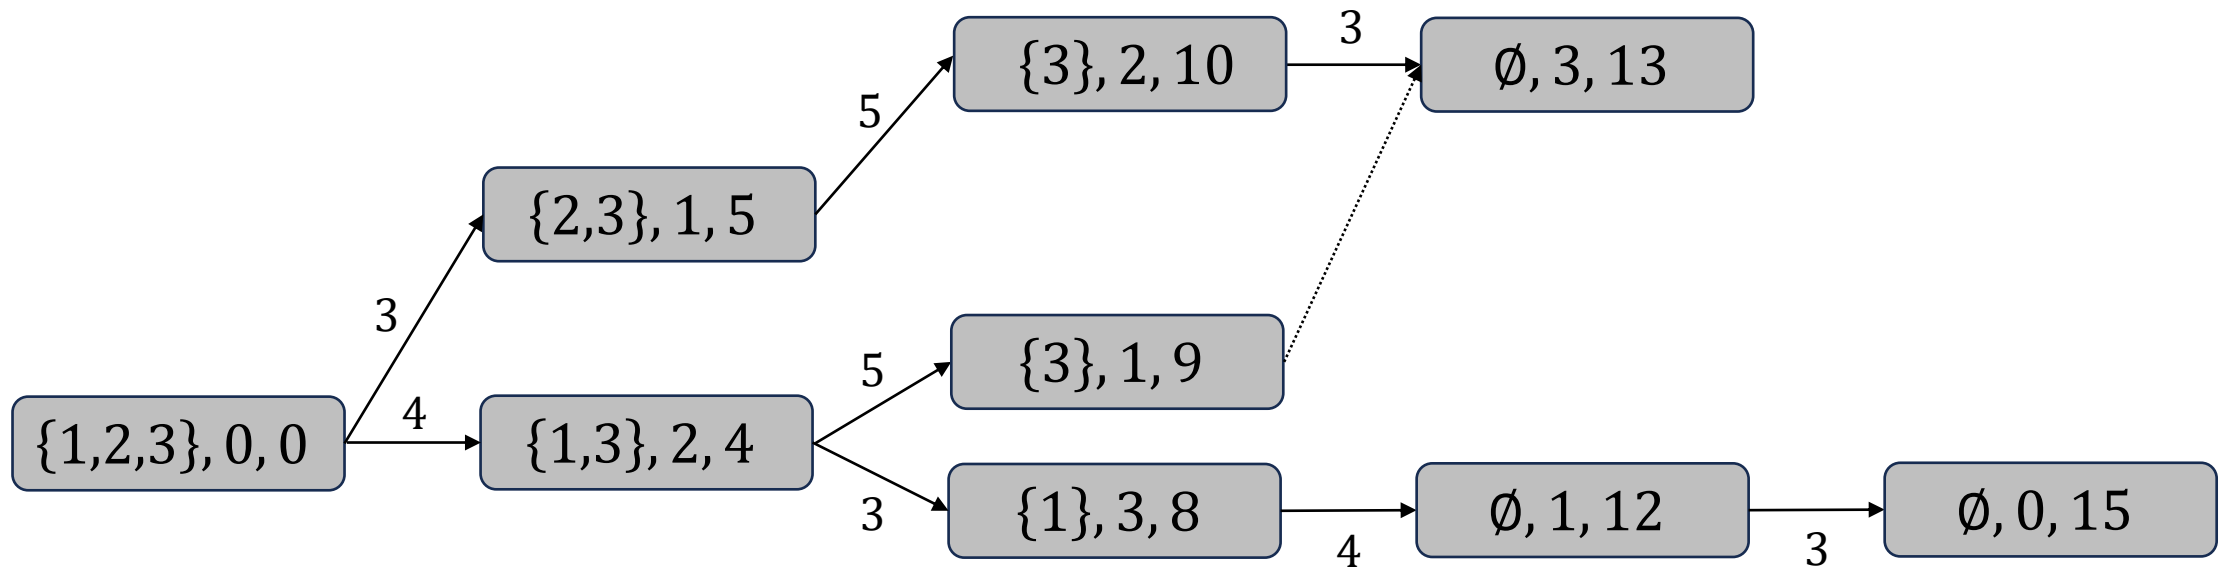 {3}, 2, 10
3
∅, 3, 13
5
{2,3}, 1, 5
3
{3}, 1, 9
5
4
{1,2,3}, 0, 0
{1,3}, 2, 4
3
{1}, 3, 8
4
∅, 1, 12
3
∅, 0, 15